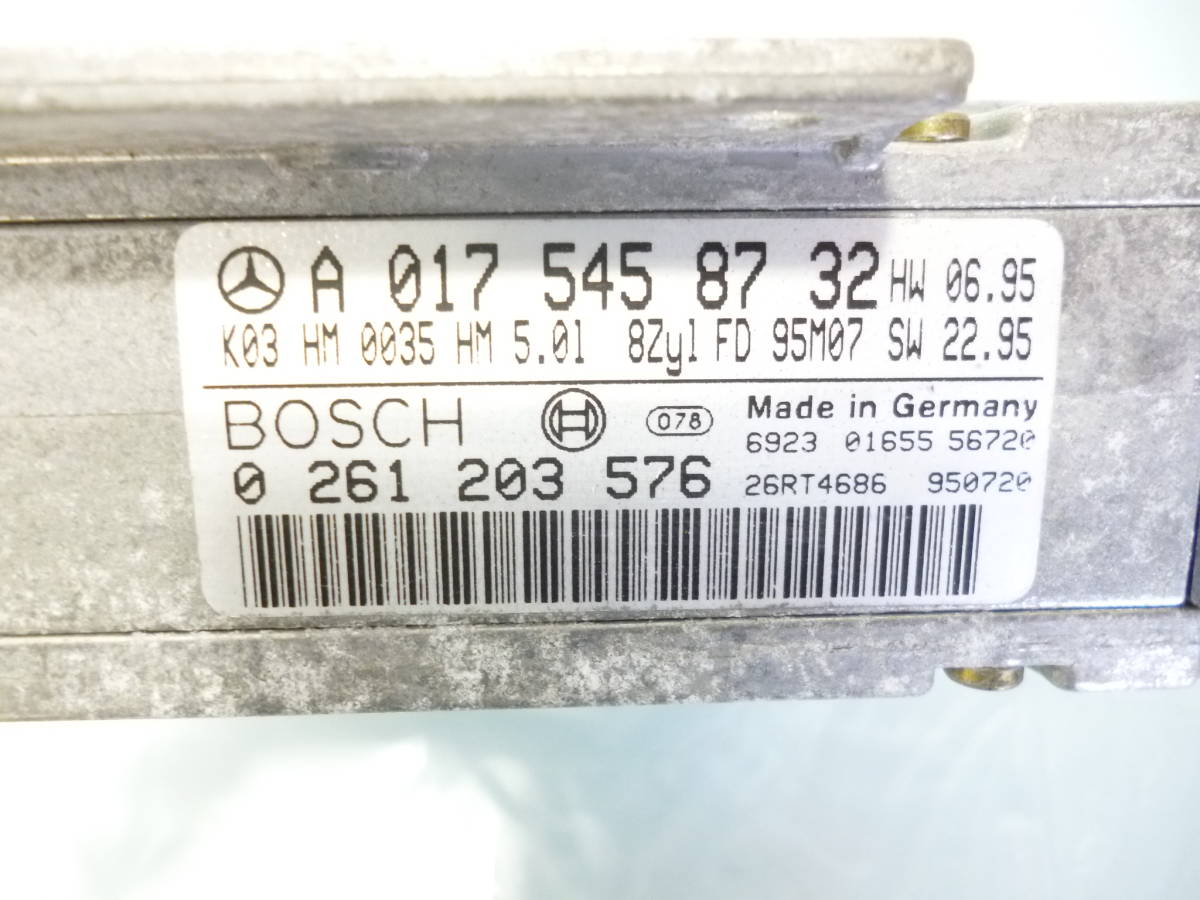 A 017 545 87 32 HW 06.95
K03 HM 0035 HM 5.0l 8Zyl FD 95M07 SW 22.95
BOSCH 078 Made in Germany
6923 01655 56720
0 261 203 576 26RT4686 950720